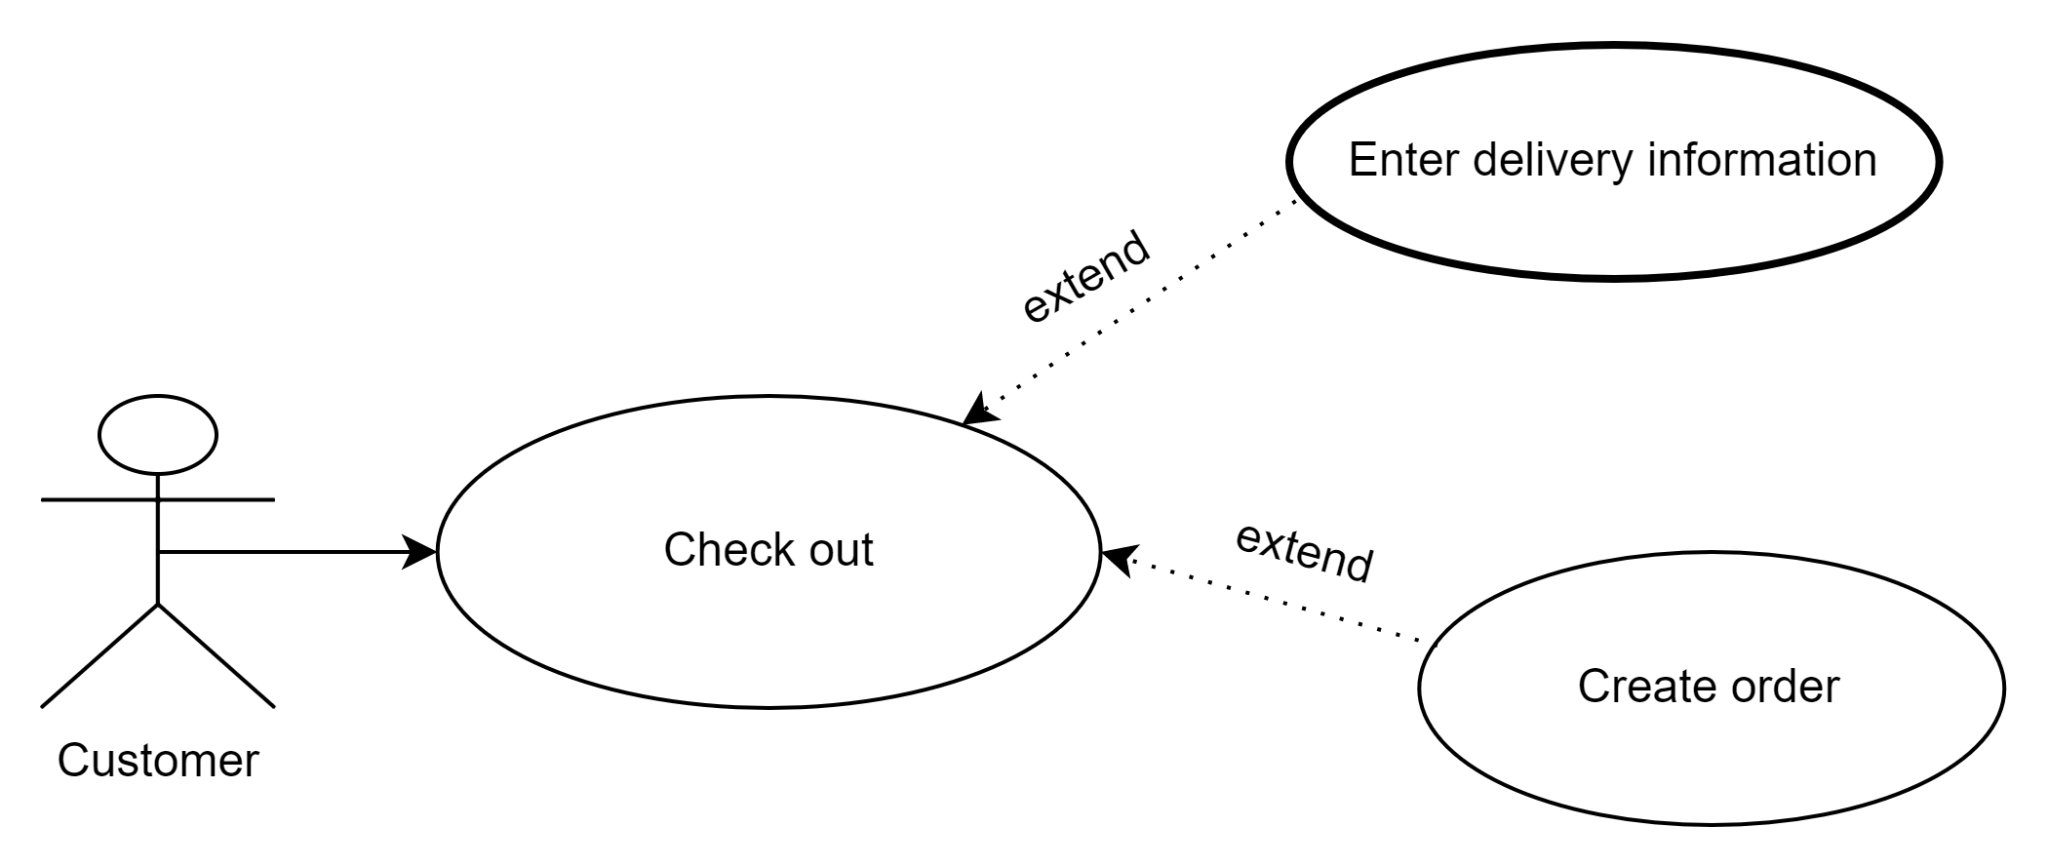 Enter delivery information
extend
Check out
extend
Create order
Customer